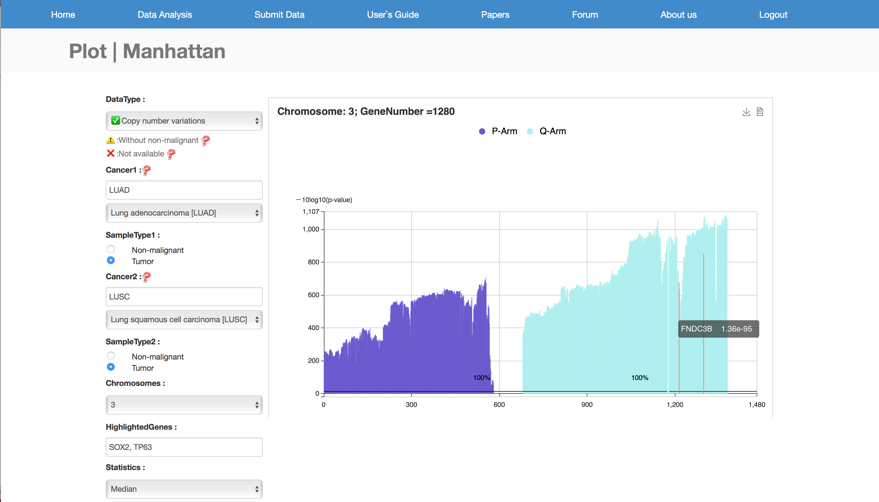 Home Data Analysis Submit Data User's Guide Papers Forum About us Logout
Plot | Manhattan
DataType :
Copy number variations
:Without non-malignant
:Not available
Cancer1 :
LUAD
Lung adenocarcinoma [LUAD]
SampleType1 :
Non-malignant
Tumor
Cancer2 :
LUSC
Lung squamous cell carcinoma [LUSC]
SampleType2 :
Non-malignant
Tumor
Chromosomes :
3
HighlightedGenes :
SOX2, TP63
Statistics :
Median
Chromosome: 3; GeneNumber =1280
P-Arm Q-Arm
−10log10(p-value)
1,107
1,000
800
600
400
200
0
FNDC3B 1.36e-95
100% 100%
0 300 600 900 1,200 1,480